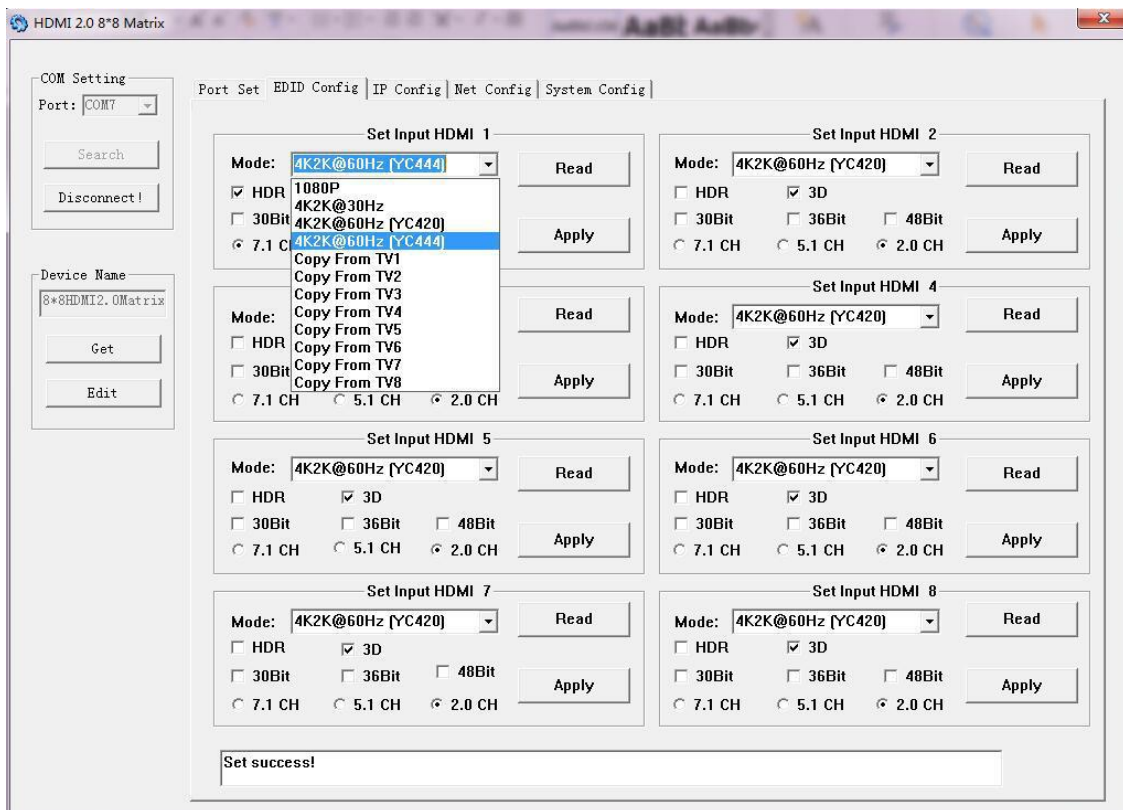 HDMI 2.0 8*8 Matrix
AaBb AaBb
COM Setting
Port: COM7
Search
Disconnect!
Device Name
8*8HDMI2.0Matrix
Get
Edit
Port Set EDID Config IP Config Net Config System Config
Set Input HDMI 1
Mode: 4K2K@60Hz (YC444)
Read
HDR
30Bit
7.1 C
Apply
1080P
4K2K@30Hz
4K2K@60Hz (YC420)
4K2K@60Hz (YC444)
Copy From TV1
Copy From TV2
Copy From TV3
Copy From TV4
Copy From TV5
Copy From TV6
Copy From TV7
Copy From TV8
Set Input HDMI 2
Mode: 4K2K@60Hz (YC420)
Read
HDR 3D
30Bit 36Bit 48Bit
7.1 CH 5.1 CH 2.0 CH
Apply
Mode:
Read
HDR
30Bit
7.1 CH 5.1 CH 2.0 CH
Apply
Set Input HDMI 4
Mode: 4K2K@60Hz (YC420)
Read
HDR 3D
30Bit 36Bit 48Bit
7.1 CH 5.1 CH 2.0 CH
Apply
Set Input HDMI 5
Mode: 4K2K@60Hz (YC420)
Read
HDR 3D
30Bit 36Bit 48Bit
7.1 CH 5.1 CH 2.0 CH
Apply
Set Input HDMI 6
Mode: 4K2K@60Hz (YC420)
Read
HDR 3D
30Bit 36Bit 48Bit
7.1 CH 5.1 CH 2.0 CH
Apply
Set Input HDMI 7
Mode: 4K2K@60Hz (YC420)
Read
HDR 3D
30Bit 36Bit 48Bit
7.1 CH 5.1 CH 2.0 CH
Apply
Set Input HDMI 8
Mode: 4K2K@60Hz (YC420)
Read
HDR 3D
30Bit 36Bit 48Bit
7.1 CH 5.1 CH 2.0 CH
Apply
Set success!